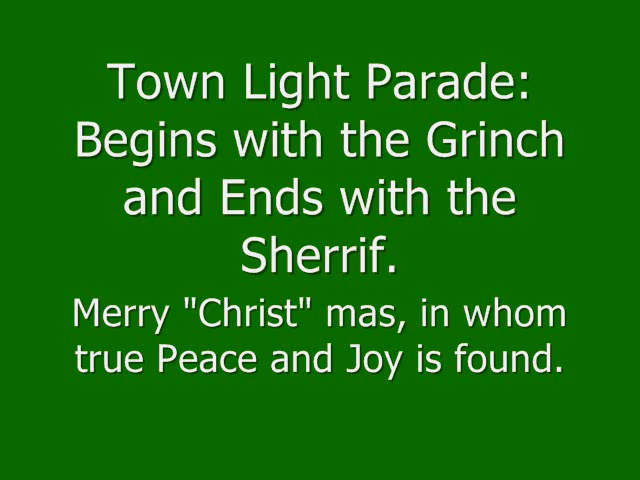 Town Light Parade:
Begins with the Grinch
and Ends with the
Sherrif.
Merry "Christ" mas, in whom
true Peace and Joy is found.